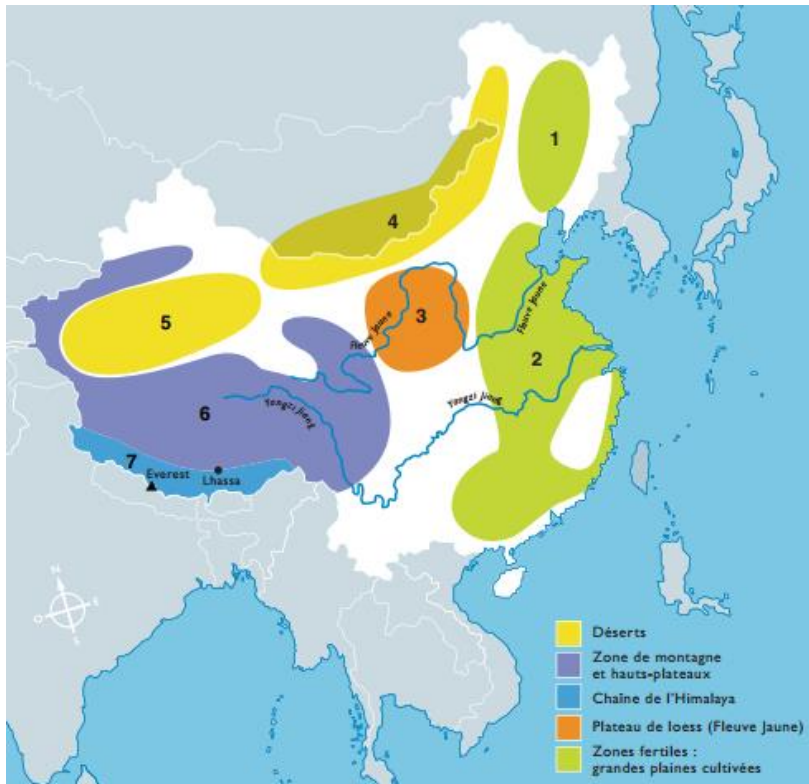 1
4
5
3
Fleuve Jaune
Fleuve Jaune
2
6
Yangzi Jiang
Yangzi Jiang
7
Everest
Lhassa
N
O
E
S
Déserts
Zone de montagne
et hauts-plateaux
Chaîne de l'Himalaya
Plateau de loess (Fleuve Jaune)
Zones fertiles :
grandes plaines cultivées